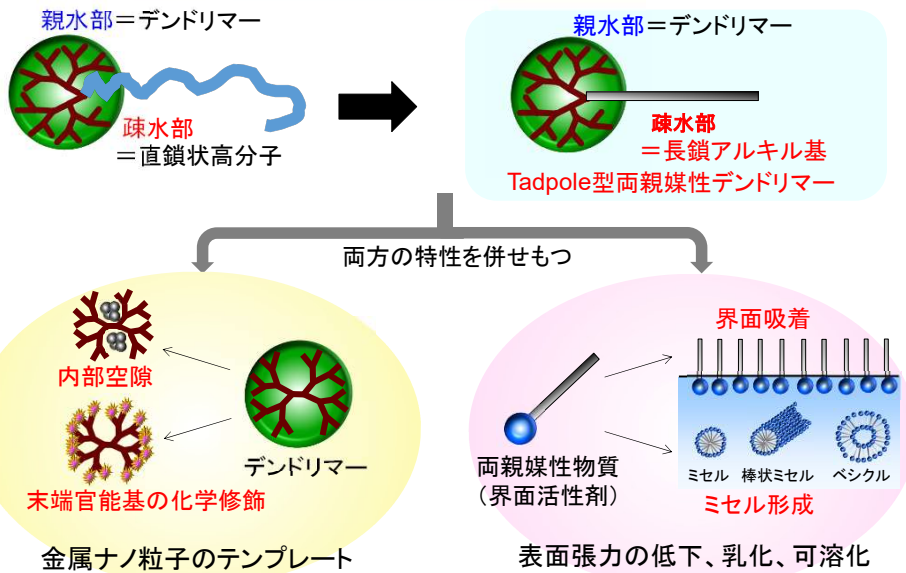 親水部=デンドリマー
疎水部
=直鎖状高分子
親水部=デンドリマー
疎水部
=長鎖アルキル基
Tadpole型両親媒性デンドリマー
両方の特性を併せもつ
内部空隙
末端官能基の化学修飾
デンドリマー
金属ナノ粒子のテンプレート
界面吸着
両親媒性物質
(界面活性剤)
ミセル 棒状ミセル ベシクル
ミセル形成
表面張力の低下、乳化、可溶化